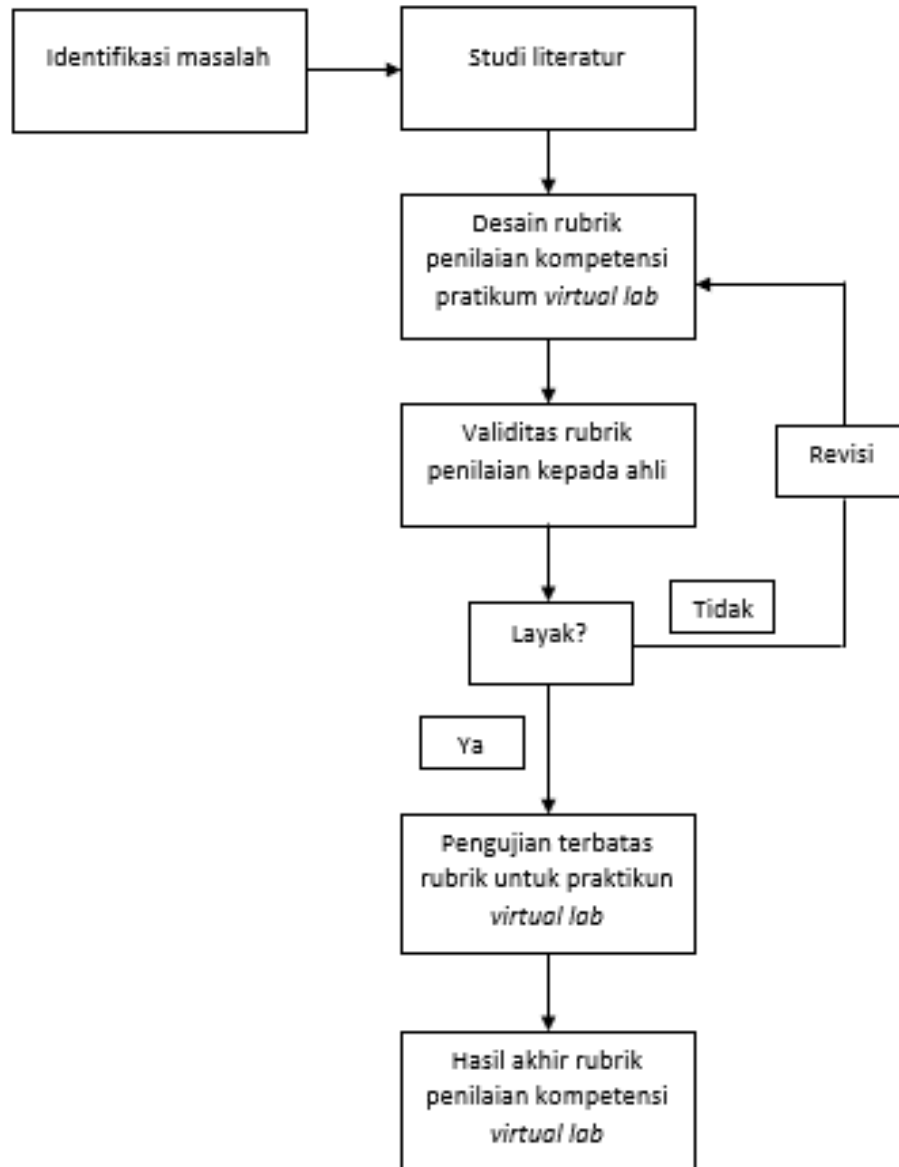 Identifikasi masalah
Studi literatur
Desain rubrik
penilaian kompetensi
pratikum virtual lab
Validitas rubrik
penilaian kepada ahli
Revisi
Tidak
Layak?
Ya
Pengujian terbatas
rubrik untuk praktikun
virtual lab
Hasil akhir rubrik
penilaian kompetensi
virtual lab